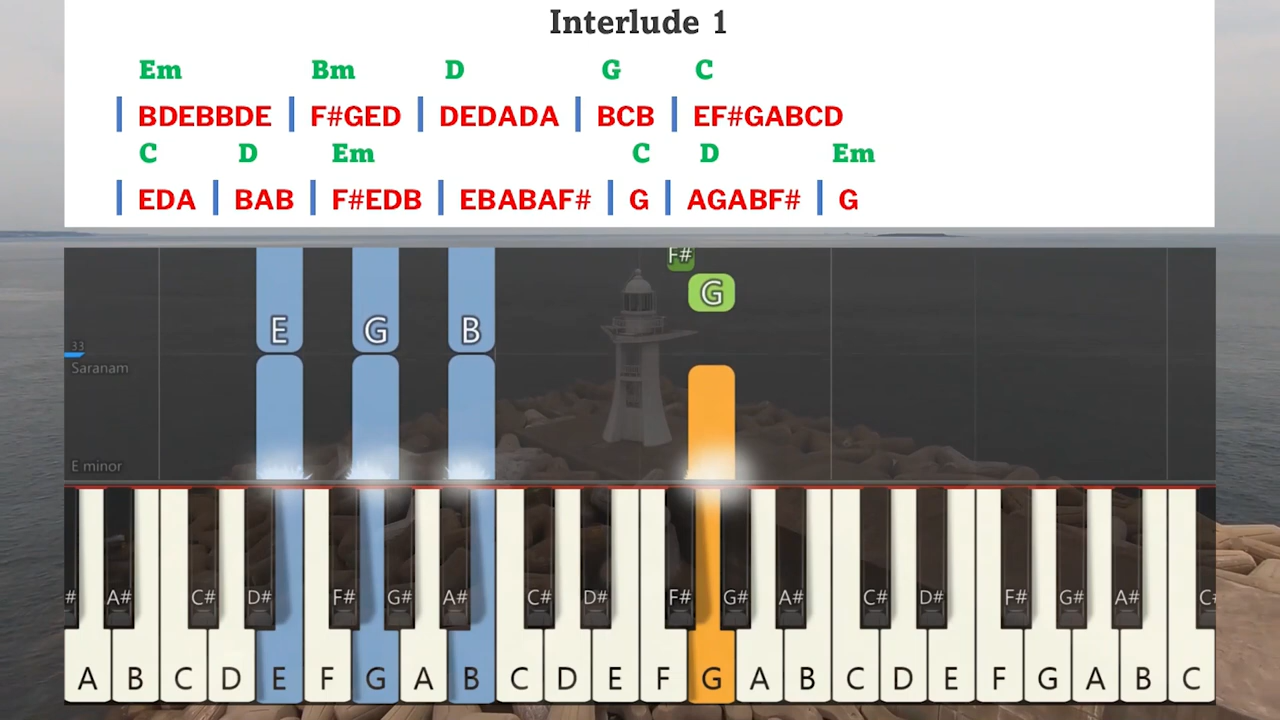 Interlude 1
Em Bm D G C
| BDEBBDE | F#GED | DEDADA | BCB | EF#GABCD
C D Em C D Em
| EDA | BAB | F#EDB | EBABAF# | G | AGABF# | G
F#
G
E G B
33
Saranam
E minor
# A# C# D# F# G# A# C# D# F# G# A# C# D# F# G# A# C#
A B C D E F G A B C D E F G A B C D E F G A B C